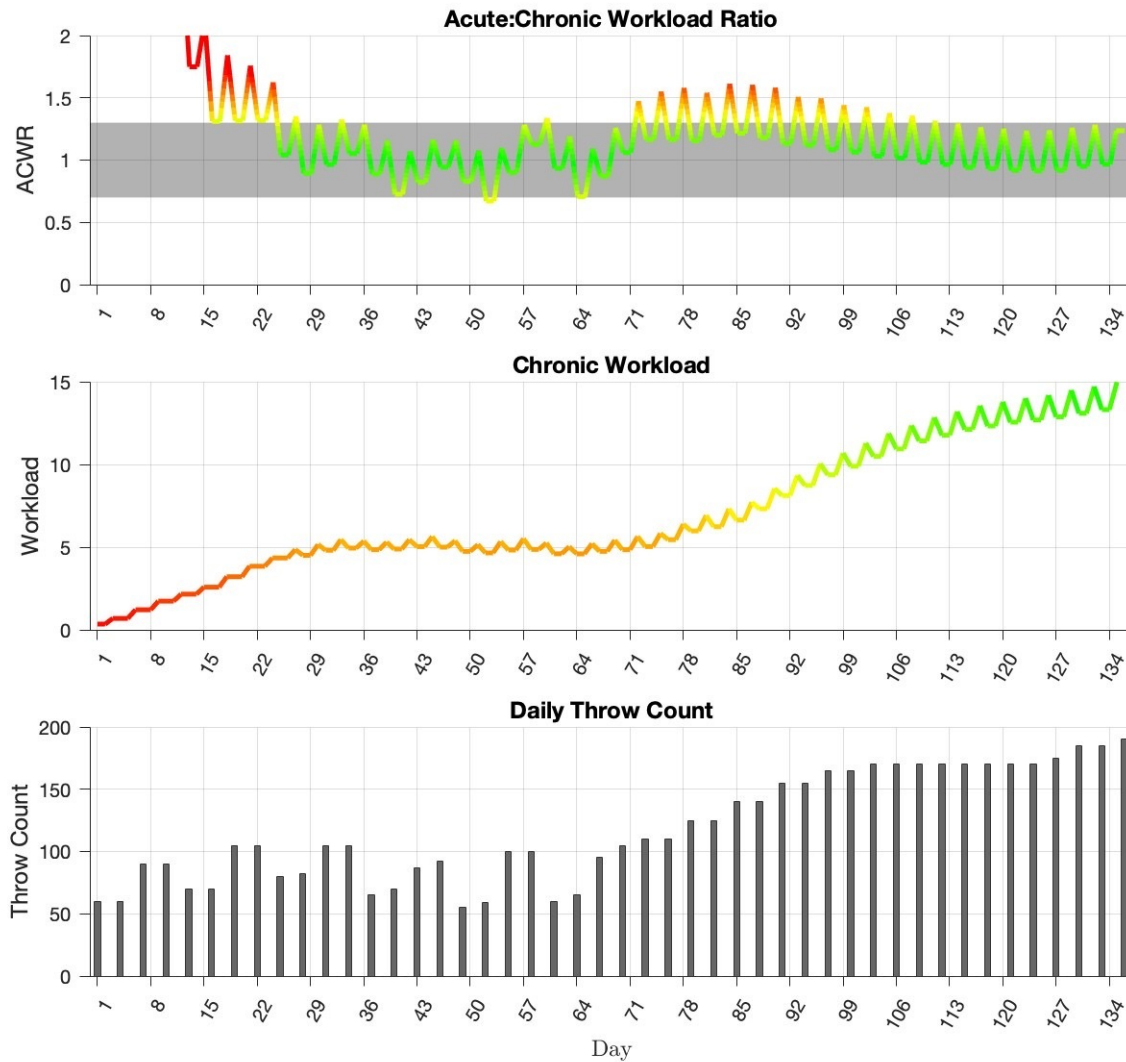 Acute:Chronic Workload Ratio
2
1.5
1
0.5
0
ACWR
1 8 15 22 29 36 43 50 57 64 71 78 85 92 99 106 113 120 127 134
Chronic Workload
15
10
5
0
Workload
1 8 15 22 29 36 43 50 57 64 71 78 85 92 99 106 113 120 127 134
Daily Throw Count
200
150
100
50
0
Throw Count
1 8 15 22 29 36 43 50 57 64 71 78 85 92 99 106 113 120 127 134
Day